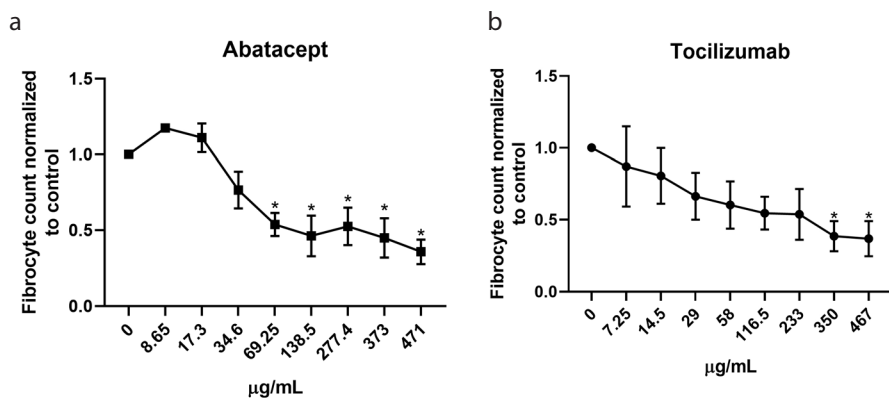 a
Abatacept
Fibrocyte count normalized
to control
1.5
1.0
0.5
0.0
* * * * *
0 8.65 17.3 34.6 69.25 138.5 277.4 373 471
μg/mL
b
Tocilizumab
Fibrocyte count normalized
to control
1.5
1.0
0.5
0.0
* *
0 7.25 14.5 29 58 116.5 233 350 467
μg/mL